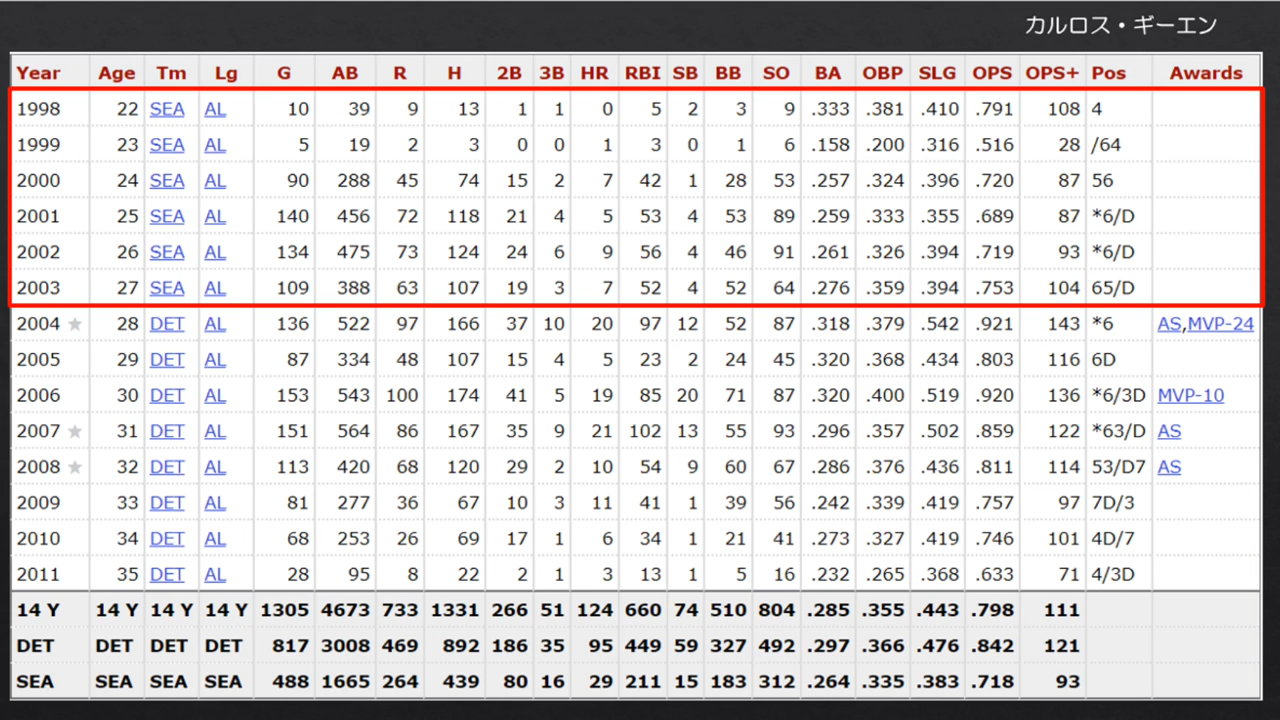 カルロス・ギーエン
Year Age Tm Lg G AB R H 2B 3B HR RBI SB BB SO BA OBP SLG OPS OPS+ Pos Awards
1998 22 SEA AL 10 39 9 13 1 1 0 5 2 3 9 .333 .381 .410 .791 108 4
1999 23 SEA AL 5 19 2 3 0 0 1 3 0 1 6 .158 .200 .316 .516 28 /64
2000 24 SEA AL 90 288 45 74 15 2 7 42 1 28 53 .257 .324 .396 .720 87 56
2001 25 SEA AL 140 456 72 118 21 4 5 53 4 53 89 .259 .333 .355 .689 87 *6/D
2002 26 SEA AL 134 475 73 124 24 6 9 56 4 46 91 .261 .326 .394 .719 93 *6/D
2003 27 SEA AL 109 388 63 107 19 3 7 52 4 52 64 .276 .359 .394 .753 104 65/D
2004 ★ 28 DET AL 136 522 97 166 37 10 20 97 12 52 87 .318 .379 .542 .921 143 *6 AS,MVP-24
2005 29 DET AL 87 334 48 107 15 4 5 23 2 24 45 .320 .368 .434 .803 116 6D
2006 30 DET AL 153 543 100 174 41 5 19 85 20 71 87 .320 .400 .519 .920 136 *6/3D MVP-10
2007 ★ 31 DET AL 151 564 86 167 35 9 21 102 13 55 93 .296 .357 .502 .859 122 *63/D AS
2008 ★ 32 DET AL 113 420 68 120 29 2 10 54 9 60 67 .286 .376 .436 .811 114 53/D7 AS
2009 33 DET AL 81 277 36 67 10 3 11 41 1 39 56 .242 .339 .419 .757 97 7D/3
2010 34 DET AL 68 253 26 69 17 1 6 34 1 21 41 .273 .327 .419 .746 101 4D/7
2011 35 DET AL 28 95 8 22 2 1 3 13 1 5 16 .232 .265 .368 .633 71 4/3D
14 Y 14 Y 14 Y 14 Y 1305 4673 733 1331 266 51 124 660 74 510 804 .285 .355 .443 .798 111
DET DET DET DET 817 3008 469 892 186 35 95 449 59 327 492 .297 .366 .476 .842 121
SEA SEA SEA SEA 488 1665 264 439 80 16 29 211 15 183 312 .264 .335 .383 .718 93